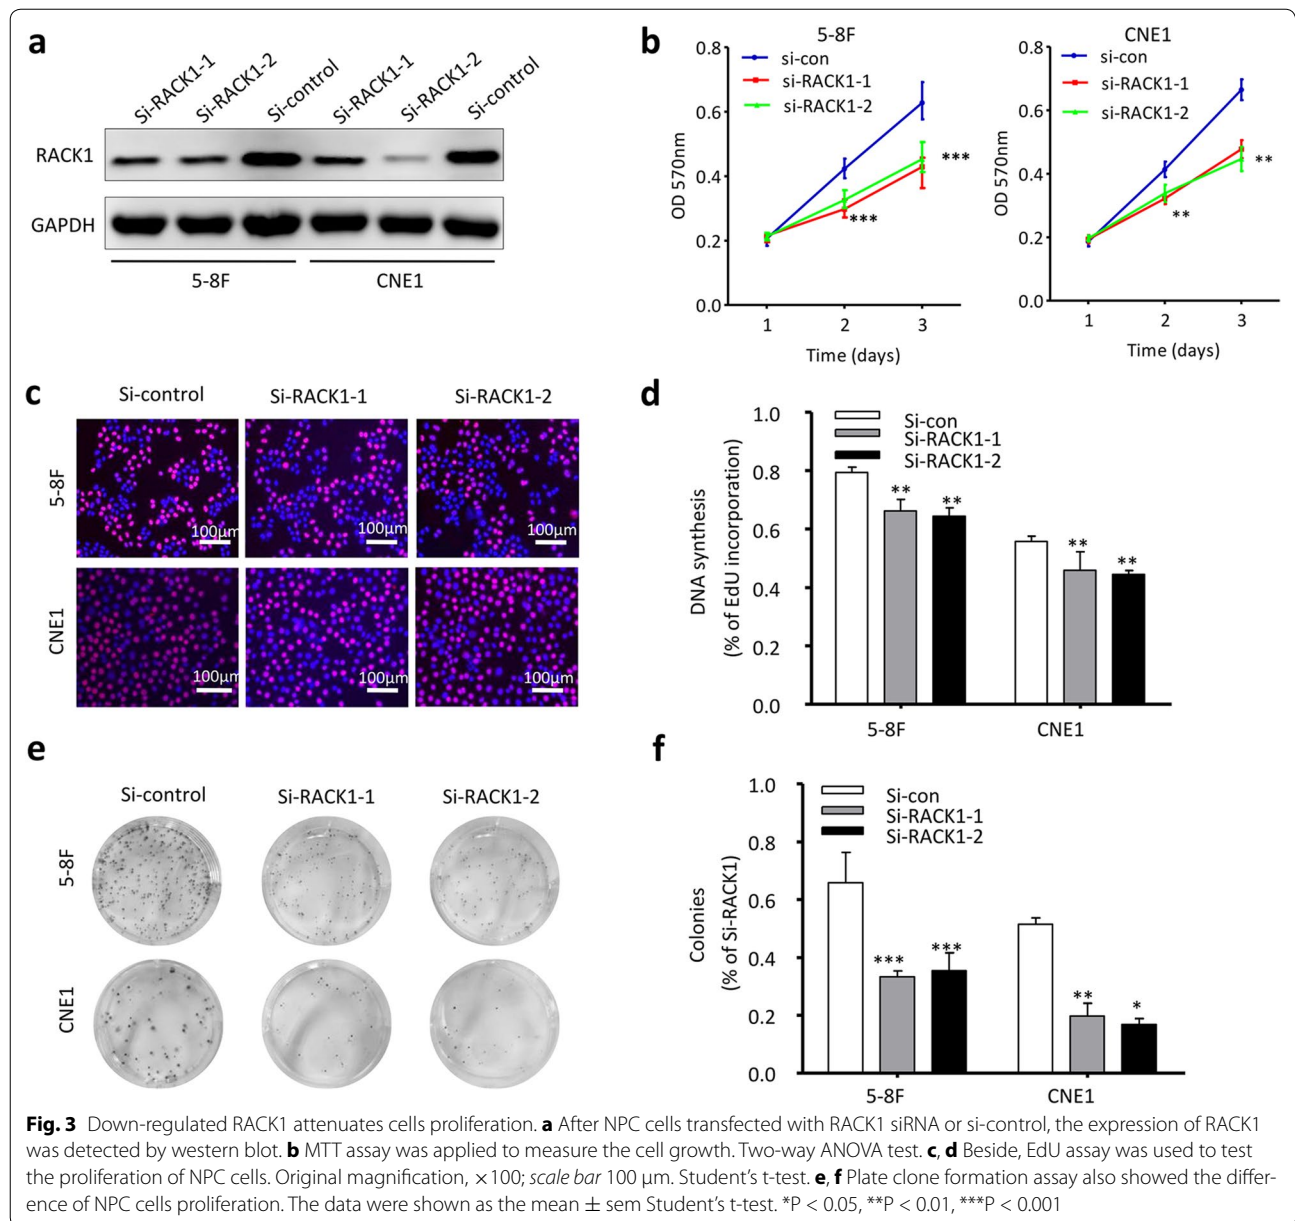 a
Si-RACK1-1
Si-RACK1-2
Si-control
Si-RACK1-1
Si-RACK1-2
Si-control
RACK1
GAPDH
5-8F
CNE1
b
5-8F
0.8
0.6
0.4
0.2
0.0
OD 570nm
si-con
si-RACK1-1
si-RACK1-2
***
***
1 2 3
Time (days)
CNE1
0.8
0.6
0.4
0.2
0.0
OD 570nm
si-con
si-RACK1-1
si-RACK1-2
**
**
1 2 3
Time (days)
c
Si-control Si-RACK1-1 Si-RACK1-2
5-8F
100μm 100μm 100μm
CNE1
100μm 100μm 100μm
d
1.0
0.8
0.6
0.4
0.2
0.0
DNA synthesis
(% of EdU incorporation)
Si-con
Si-RACK1-1
Si-RACK1-2
** **
** **
5-8F CNE1
e
Si-control Si-RACK1-1 Si-RACK1-2
5-8F
CNE1
f
1.0
0.8
0.6
0.4
0.2
0.0
Colonies
(% of Si-RACK1)
Si-con
Si-RACK1-1
Si-RACK1-2
*** ***
** *
5-8F CNE1
Fig. 3 Down-regulated RACK1 attenuates cells proliferation. a After NPC cells transfected with RACK1 siRNA or si-control, the expression of RACK1
was detected by western blot. b MTT assay was applied to measure the cell growth. Two-way ANOVA test. c, d Beside, EdU assay was used to test
the proliferation of NPC cells. Original magnification, ×100; scale bar 100 μm. Student's t-test. e, f Plate clone formation assay also showed the differ-
ence of NPC cells proliferation. The data were shown as the mean ± sem Student's t-test. *P < 0.05, **P < 0.01, ***P < 0.001